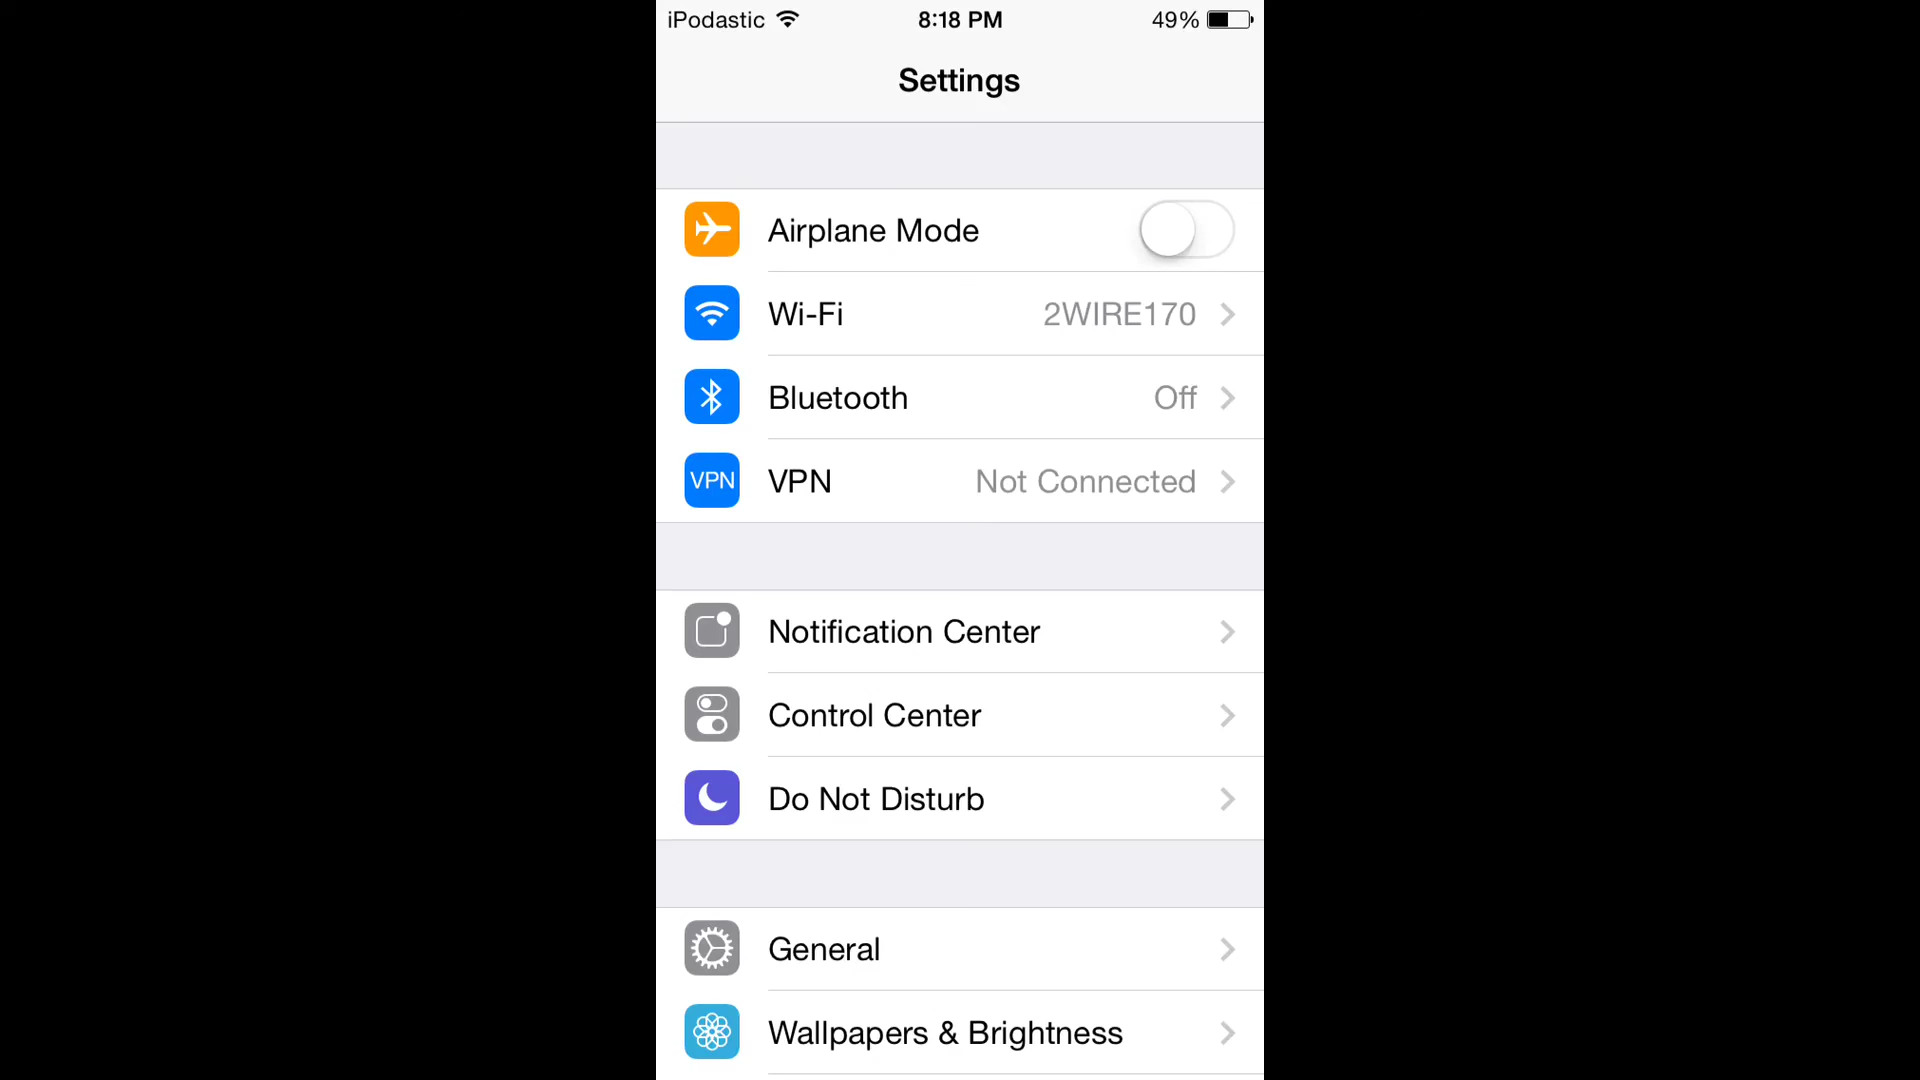 iPodastic 8:18 PM 49%
Settings
Airplane Mode
Wi-Fi 2WIRE170
Bluetooth Off
VPN VPN Not Connected
Notification Center
Control Center
Do Not Disturb
General
Wallpapers & Brightness